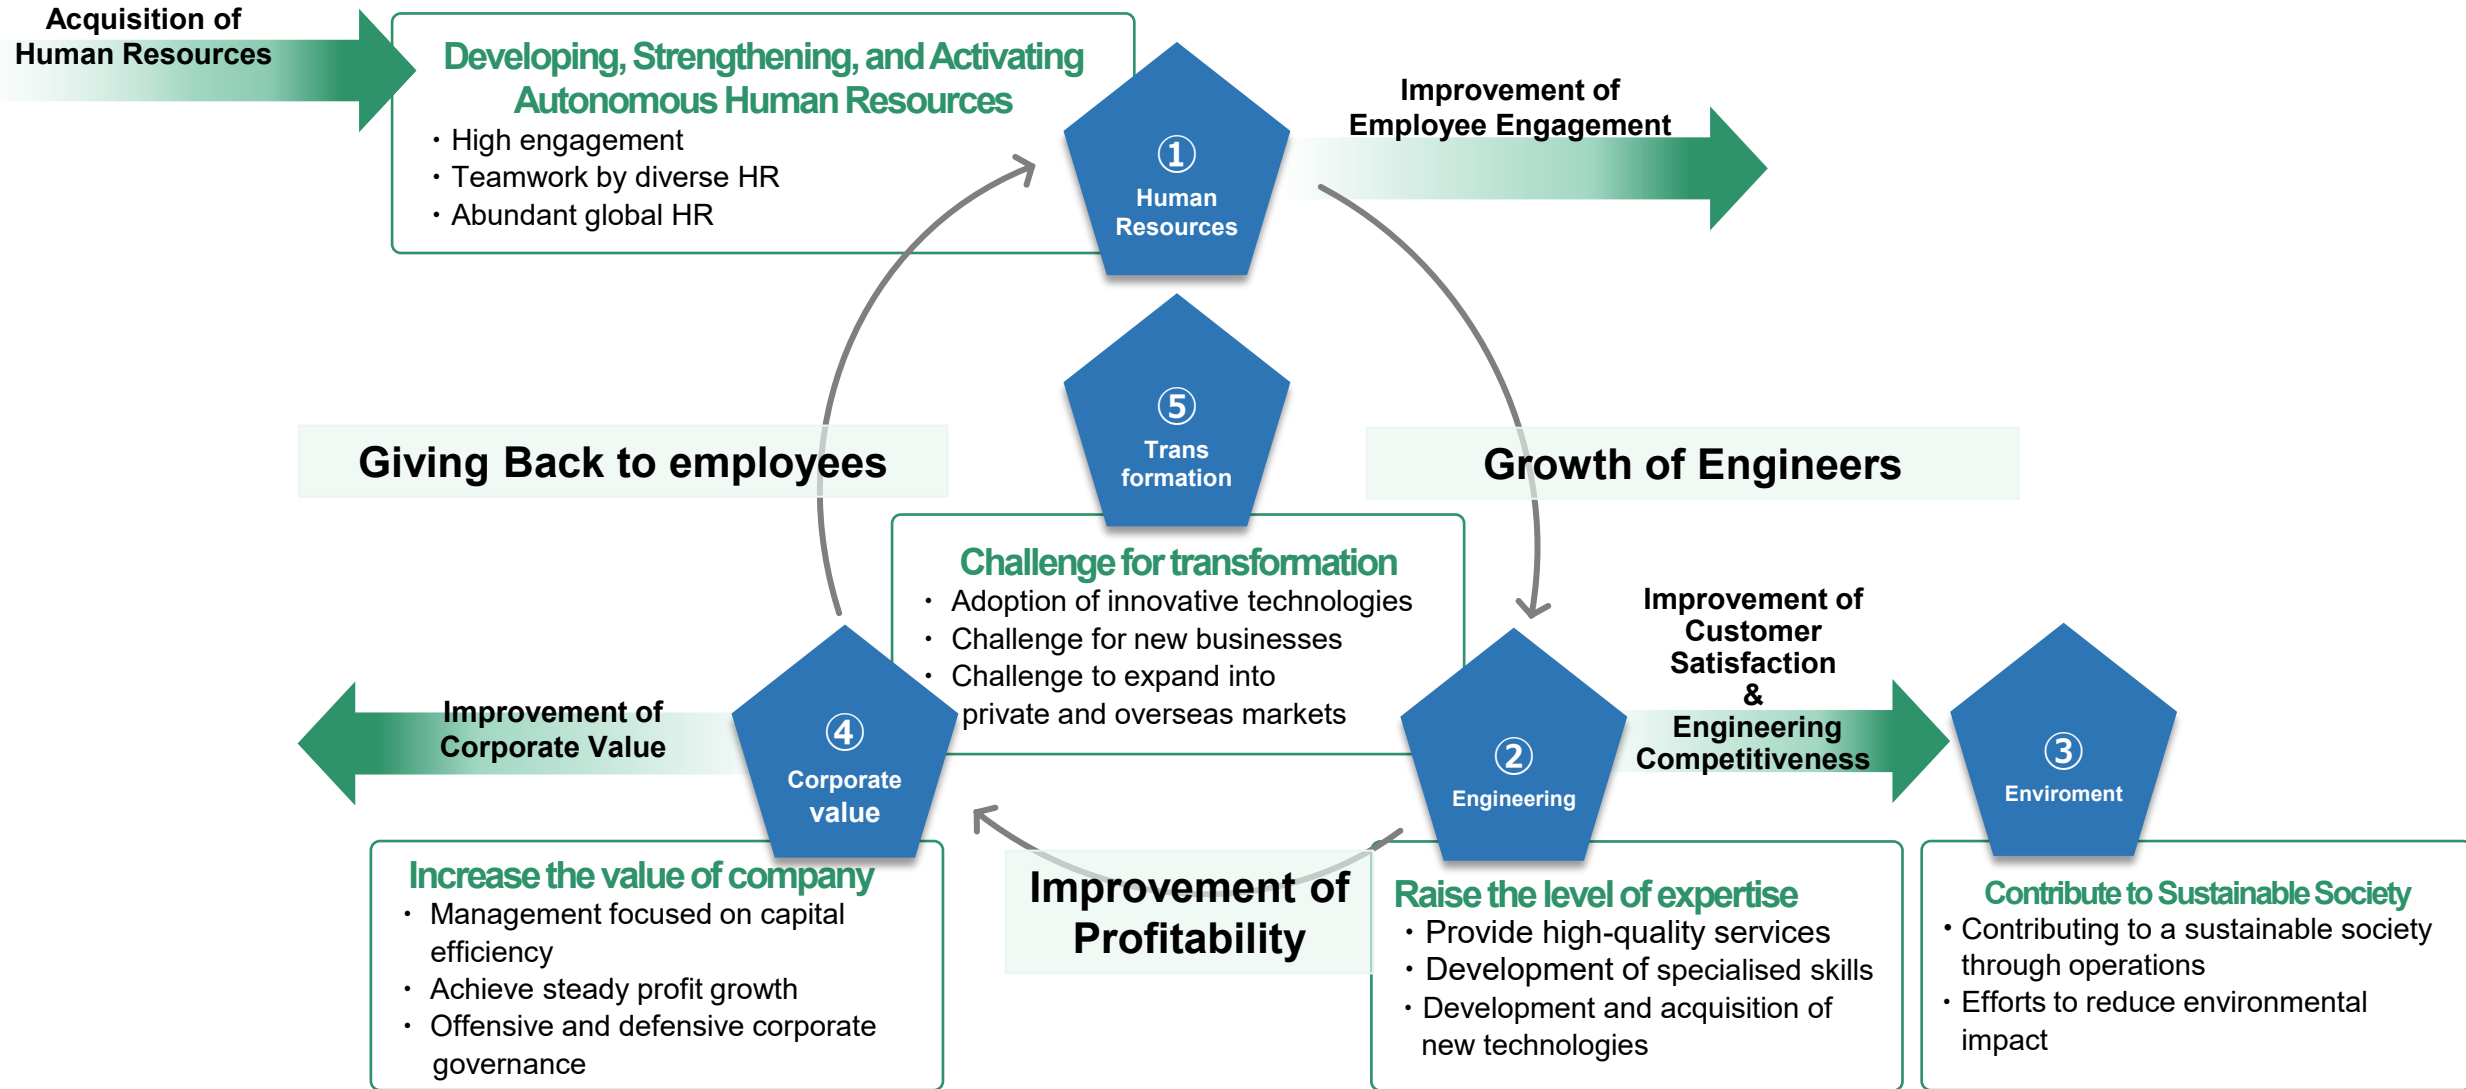 Acquisition of
Human Resources
Developing, Strengthening, and Activating
Autonomous Human Resources
・High engagement
・Teamwork by diverse HR
・Abundant global HR
①
Human
Resources
Improvement of
Employee Engagement
⑤
Trans
formation
Giving Back to employees
Growth of Engineers
Challenge for transformation
・ Adoption of innovative technologies
・ Challenge for new businesses
・ Challenge to expand into
private and overseas markets
Improvement of
Corporate Value
④
Corporate
value
②
Engineering
Improvement of
Customer
Satisfaction
&
Engineering
Competitiveness
③
Enviroment
Increase the value of company
・ Management focused on capital
efficiency
・ Achieve steady profit growth
・ Offensive and defensive corporate
governance
Improvement of
Profitability
Raise the level of expertise
・Provide high-quality services
・Development of specialised skills
・Development and acquisition of
new technologies
Contribute to Sustainable Society
・Contributing to a sustainable society
through operations
・Efforts to reduce environmental
impact